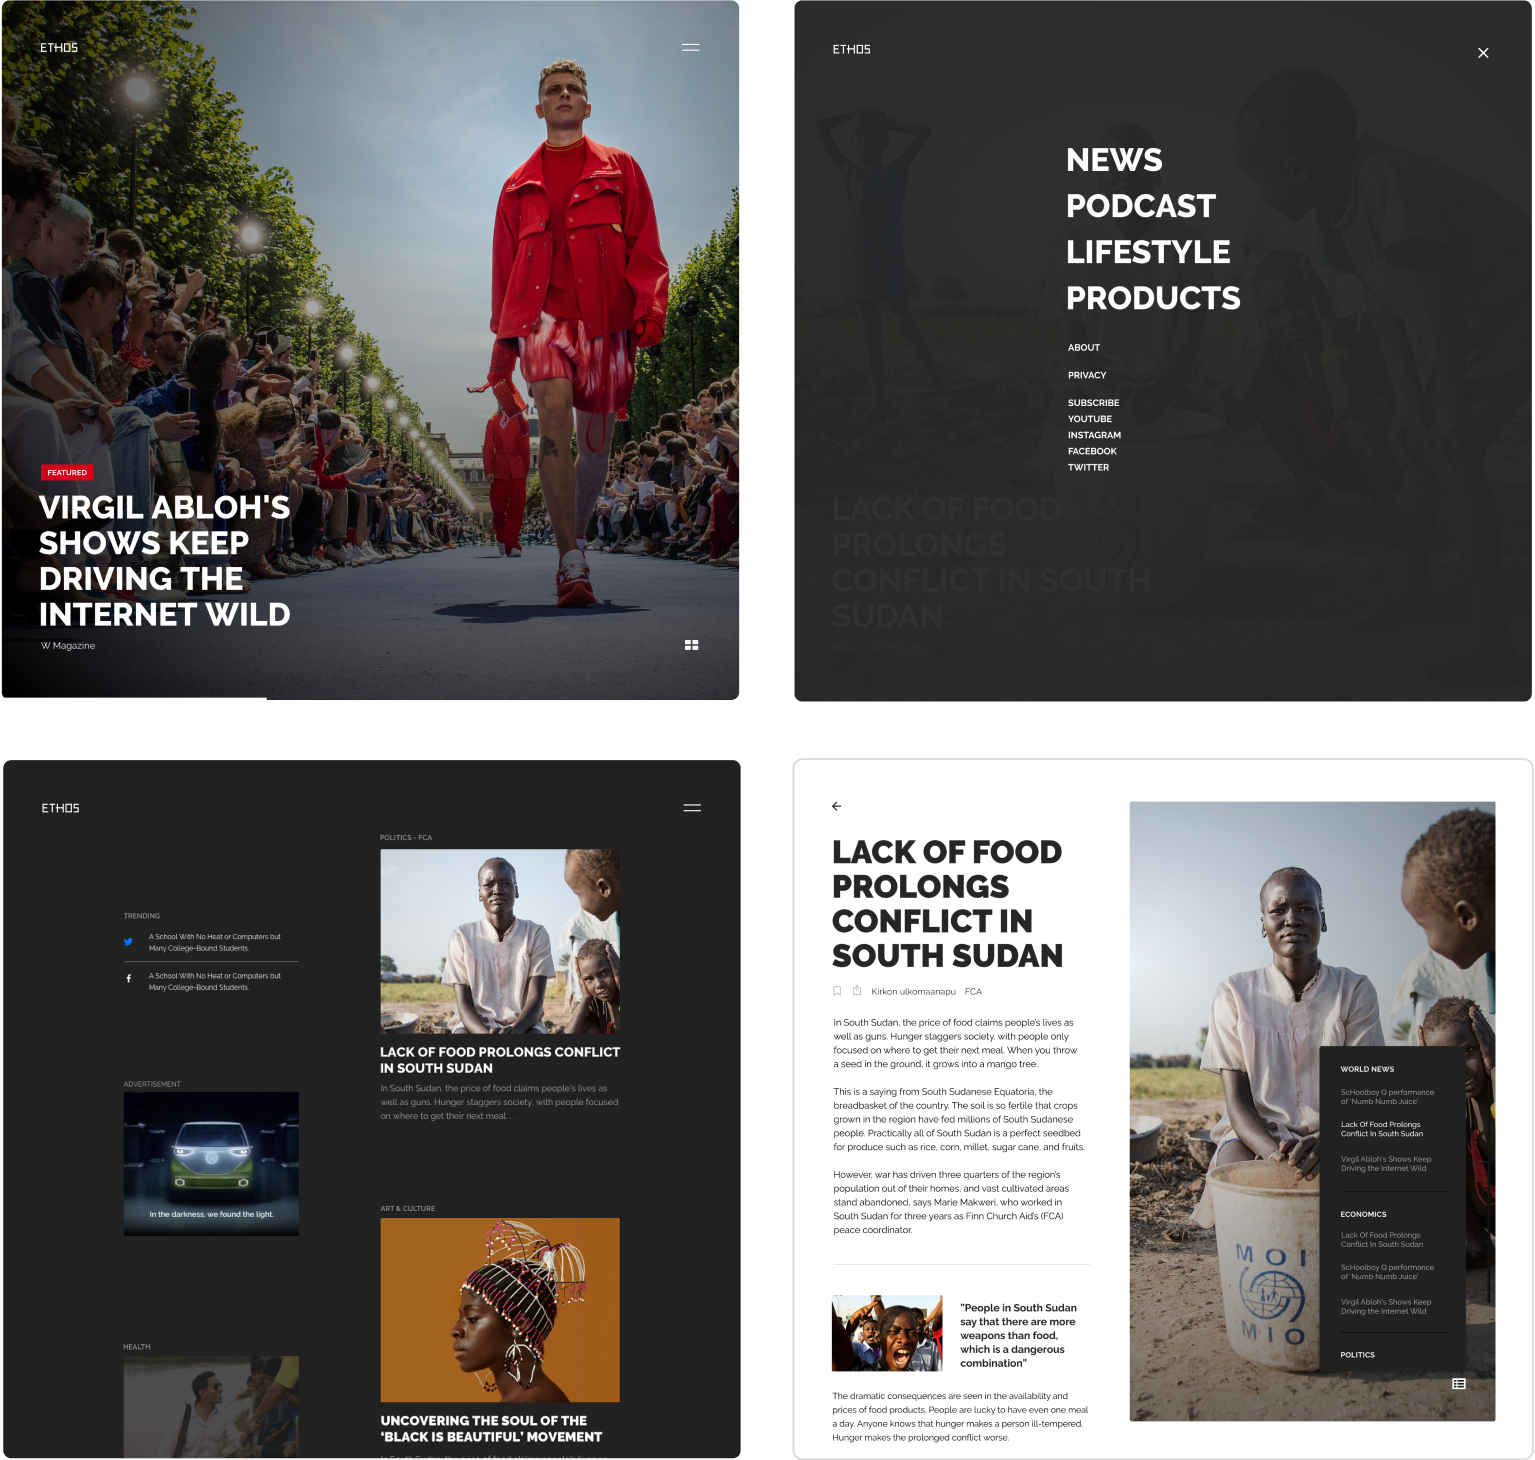 ETHOS
FEATURED
VIRGIL ABLOH'S
SHOWS KEEP
DRIVING THE
INTERNET WILD
W Magazine
ETHOS
NEWS
PODCAST
LIFESTYLE
PRODUCTS
ABOUT
PRIVACY
SUBSCRIBE
YOUTUBE
INSTAGRAM
FACEBOOK
TWITTER
LACK OF FOOD
PROLONGS
CONFLICT IN SOUTH
SUDAN
ETHOS
TRENDING
A School With No Heat or Computers but
Many College-Bound Students.
A School With No Heat or Computers but
Many College-Bound Students.
ADVERTISEMENT
In the darkness, we found the light.
HEALTH
POLITICS - FCA
LACK OF FOOD PROLONGS CONFLICT
IN SOUTH SUDAN
In South Sudan, the price of food claims people's lives as
well as guns. Hunger staggers society, with people focused
on where to get their next meal. . .
ART & CULTURE
UNCOVERING THE SOUL OF THE
‘BLACK IS BEAUTIFUL’ MOVEMENT
In South Sudan, the price of food claims people's lives as
LACK OF FOOD
PROLONGS
CONFLICT IN
SOUTH SUDAN
Kirkon ulkomaanapu FCA
In South Sudan, the price of food claims people's lives as
well as guns. Hunger staggers society, with people only
focused on where to get their next meal. When you throw
a seed in the ground, it grows into a mango tree.
This is a saying from South Sudanese Equatoria, the
breadbasket of the country. The soil is so fertile that crops
grown in the region have fed millions of South Sudanese
people. Practically all of South Sudan is a perfect seedbed
for produce such as rice, corn, millet, sugar cane, and fruits.
However, war has driven three quarters of the region's
population out of their homes, and vast cultivated areas
stand abandoned, says Marie Makweri, who worked in
South Sudan for three years as Finn Church Aid's (FCA)
peace coordinator.
"People in South Sudan
say that there are more
weapons than food,
which is a dangerous
combination"
The dramatic consequences are seen in the availability and
prices of food products. People are lucky to have even one meal
a day. Anyone knows that hunger makes a person ill-tempered.
Hunger makes the prolonged conflict worse.
MOI
MIO
WORLD NEWS
ScHoolboy Q performance
of 'Numb Numb Juice'
Lack Of Food Prolongs
Conflict In South Sudan
Virgil Abloh's Shows Keep
Driving the Internet Wild
ECONOMICS
Lack Of Food Prolongs
Conflict In South Sudan
ScHoolboy Q performance
of 'Numb Numb Juice'
Virgil Abloh's Shows Keep
Driving the Internet Wild
POLITICS